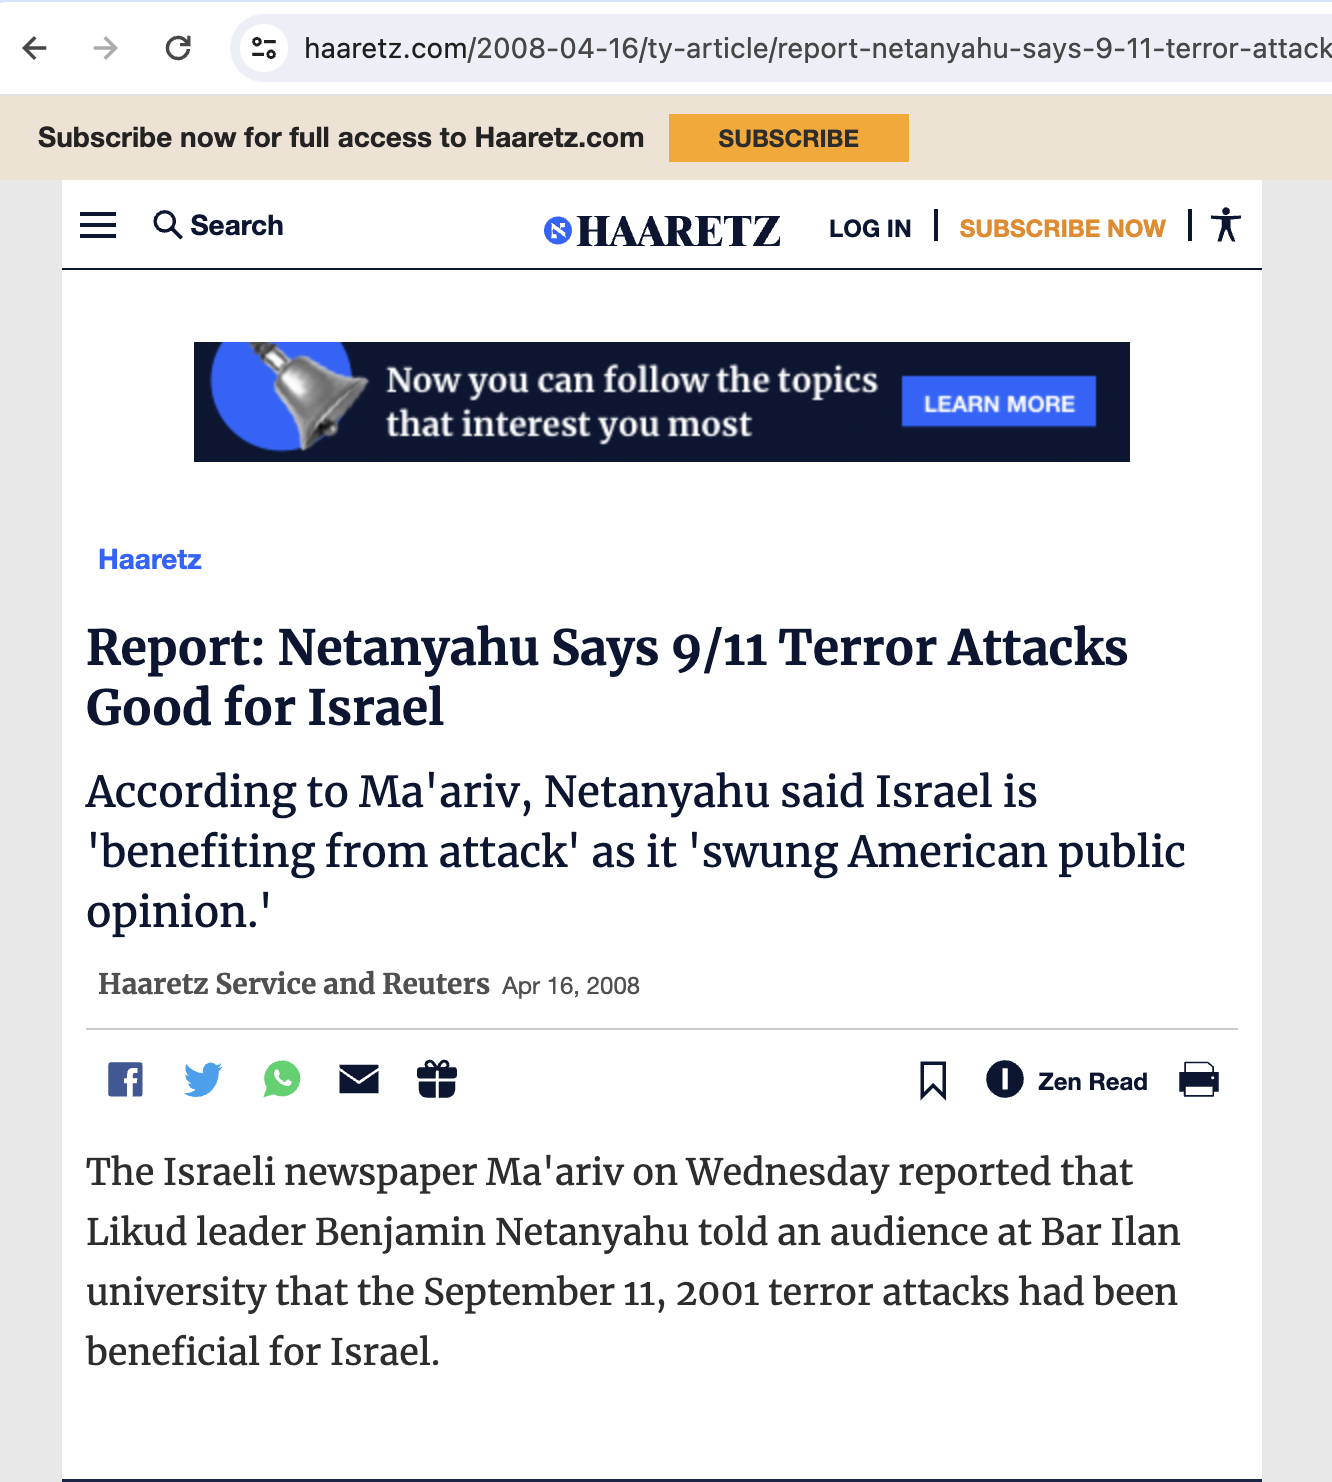 haaretz.com/2008-04-16/ty-article/report-netanyahu-says-9-11-terror-attack
Subscribe now for full access to Haaretz.com SUBSCRIBE
Search HAARETZ LOG IN SUBSCRIBE NOW
Now you can follow the topics
that interest you most
LEARN MORE
Haaretz
Report: Netanyahu Says 9/11 Terror Attacks
Good for Israel
According to Ma'ariv, Netanyahu said Israel is
'benefiting from attack' as it 'swung American public
opinion.'
Haaretz Service and Reuters Apr 16, 2008
Zen Read
The Israeli newspaper Ma'ariv on Wednesday reported that
Likud leader Benjamin Netanyahu told an audience at Bar Ilan
university that the September 11, 2001 terror attacks had been
beneficial for Israel.